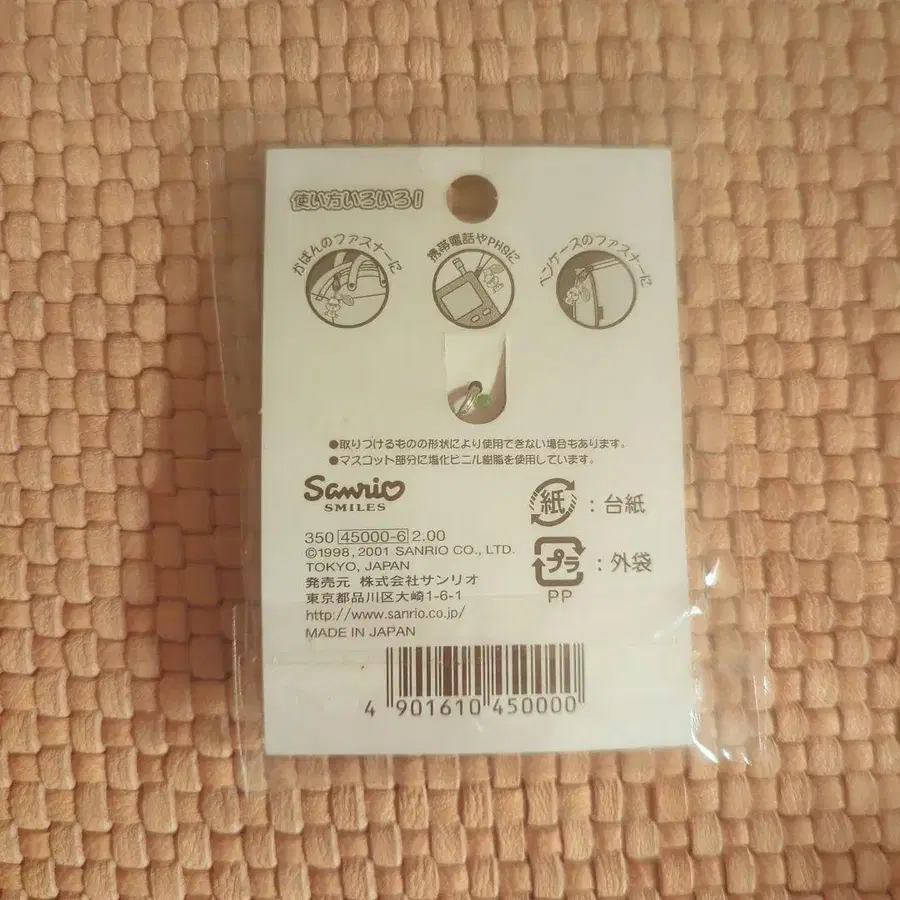 使い方いろいろ!
かばんのファスナーに
携帯電話やPHSに
ペンケースのファスナーに
●取りつけるものの形状により使用できない場合もあります。
●マスコット部分に塩化ビニル樹脂を使用しています。
Sanrio
SMILES
紙:台紙
350 45000-6 2.00
©1998, 2001 SANRIO CO., LTD.
TOKYO, JAPAN
プラ:外袋
PP
発売元 株式会社サンリオ
東京都品川区大崎1-6-1
http://www.sanrio.co.jp/
MADE IN JAPAN
4 901610 450000